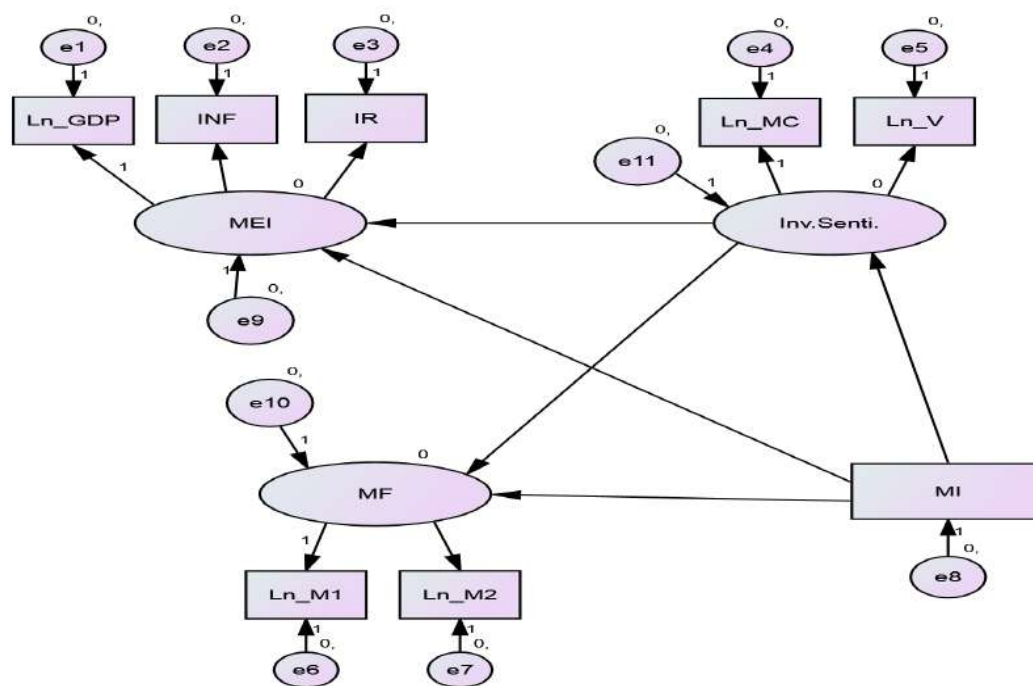 0,
0,
0,
0,
0,
e1
e2
e3
e4
e5
1
1
1
1
1
Ln_GDP
INF
IR
Ln_MC
Ln_V
0,
e11
1
1
1
0
0
MEI
Inv.Senti.
1
0,
e9
0,
e10
1
0
MF
MI
1
1
0,
e8
Ln_M1
Ln_M2
1
1
0,
0,
e6
e7